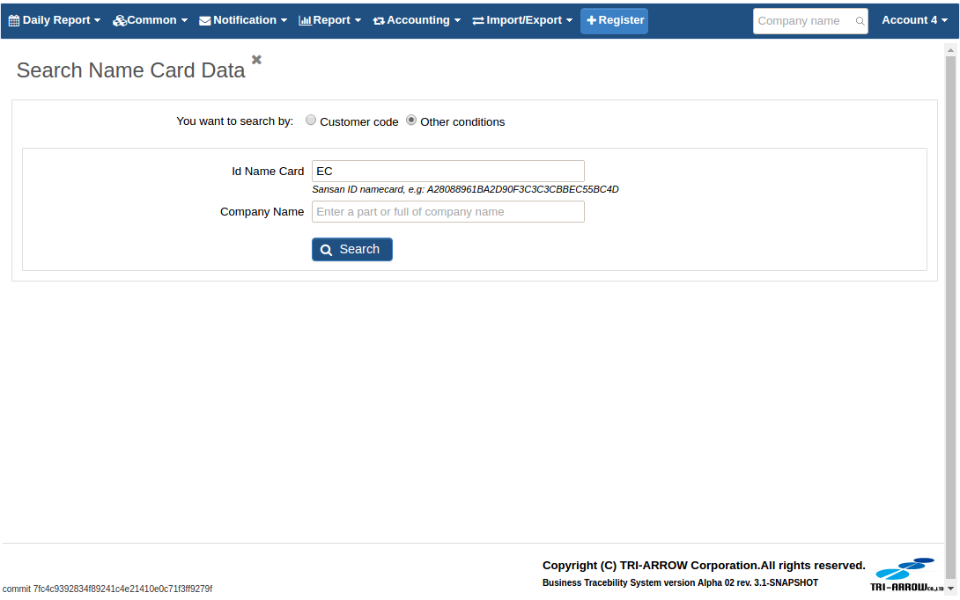 Daily Report Common Notification Report Accounting Import/Export Register Company name Account 4
Search Name Card Data
You want to search by: Customer code Other conditions
Id Name Card EC
Sansan ID namecard, e.g: A28088961BA2D90F3C3C3CBBEC55BC4D
Company Name Enter a part or full of company name
Search
Copyright (C) TRI-ARROW Corporation.All rights reserved.
Business Tracebility System version Alpha 02 rev. 3.1-SNAPSHOT
TRI-ARROW CO.,LTD
commit 7fc4c9392834f89241c4e21410e0c71f3ff9279f